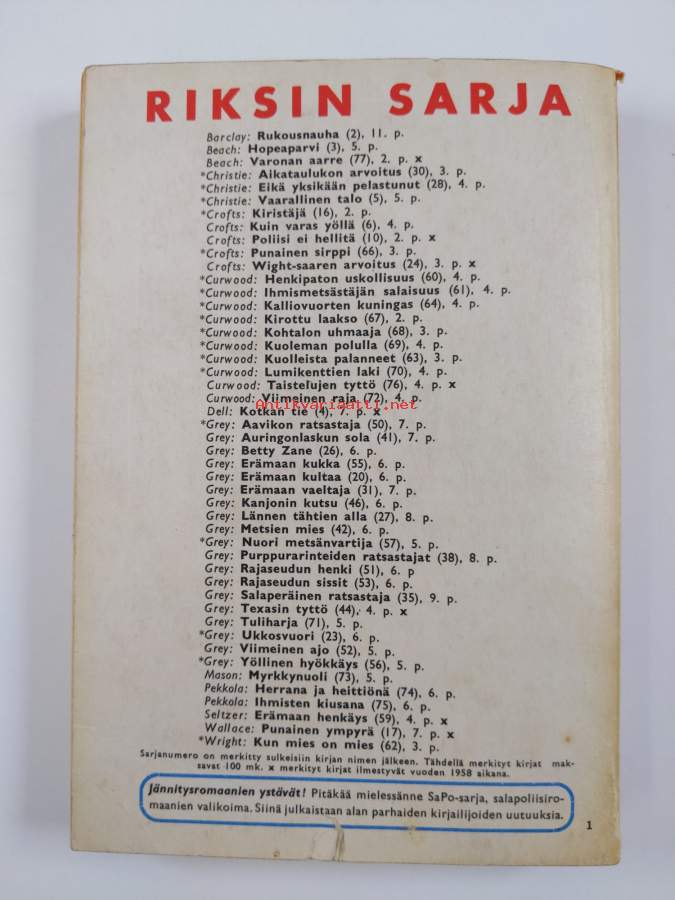 RIKSIN SARJA
Barclay: Rukousnauha (2), 11. p.
Beach: Hopeaparvi (3), 5. p.
Beach: Varonan aarre (77), 2. p. x
*Christie: Aikataulukon arvoitus (30), 3. p.
*Christie: Eikä yksikään pelastunut (28), 4. p.
*Christie: Vaarallinen talo (5), 5. p.
*Crofts: Kiristäjä (16), 2. p.
Crofts: Kuin varas yöllä (6), 4. p.
Crofts: Poliisi ei hellitä (10), 2. p. x
*Crofts: Punainen sirppi (66), 3. p.
Crofts: Wight-saaren arvoitus (24), 3. p. x
*Curwood: Henkipaton uskollisuus (60), 4. p.
*Curwood: Ihmismetsästäjän salaisuus (61), 4. p.
*Curwood: Kalliovuorten kuningas (64), 4. p.
*Curwood: Kirottu laakso (67), 2. p.
*Curwood: Kohtalon uhmaaja (68), 3. p.
*Curwood: Kuoleman polulla (69), 4. p.
*Curwood: Kuolleista palanneet (63), 3. p.
*Curwood: Lumikenttien laki (70), 4. p.
Curwood: Taistelujen tyttö (76), 4. p. x
Curwood: Viimeinen raja (72), 4. p.
Antikvariaatti.net
Dell: Kotkan tie (4), 7. p. x
*Grey: Aavikon ratsastaja (50), 7. p.
Grey: Auringonlaskun sola (41), 7. p.
Grey: Betty Zane (26), 6. p.
Grey: Erämaan kukka (55), 6. p.
Grey: Erämaan kultaa (20), 6. p.
Grey: Erämaan vaeltaja (31), 7. p.
Grey: Kanjonin kutsu (46), 6. p.
Grey: Lännen tähtien alla (27), 8. p.
Grey: Metsien mies (42), 6. p.
*Grey: Nuori metsänvartija (57), 5. p.
Grey: Purppurarinteiden ratsastajat (38), 8. p.
Grey: Rajaseudun henki (51), 6. p
Grey: Rajaseudun sissit (53), 6. p.
Grey: Salaperäinen ratsastaja (35), 9. p.
Grey: Texasin tyttö (44), 4. p. x
Grey: Tuliharja (71), 5. p.
*Grey: Ukkosvuori (23), 6. p.
Grey: Viimeinen ajo (52), 5. p.
*Grey: Yöllinen hyökkäys (56), 5. p.
Mason: Myrkkynuoli (73), 5. p.
Pekkola: Herrana ja heittiönä (74), 6. p.
Pekkola: Ihmisten kiusana (75), 6. p.
Seltzer: Erämaan henkäys (59), 4. p. x
Wallace: Punainen ympyrä (17), 7. p. x
*Wright: Kun mies on mies (62), 3. p.
Sarjanumero on merkitty sulkeisiin kirjan nimen jälkeen. Tähdellä merkityt kirjat mak-
savat 100 mk. x merkityt kirjat ilmestyvät vuoden 1958 aikana.
Jännitysromaanien ystävät! Pitäkää mielessänne SaPo-sarja, salapoliisiro-
maanien valikoima. Siinä julkaistaan alan parhaiden kirjailijoiden uutuuksia.
1